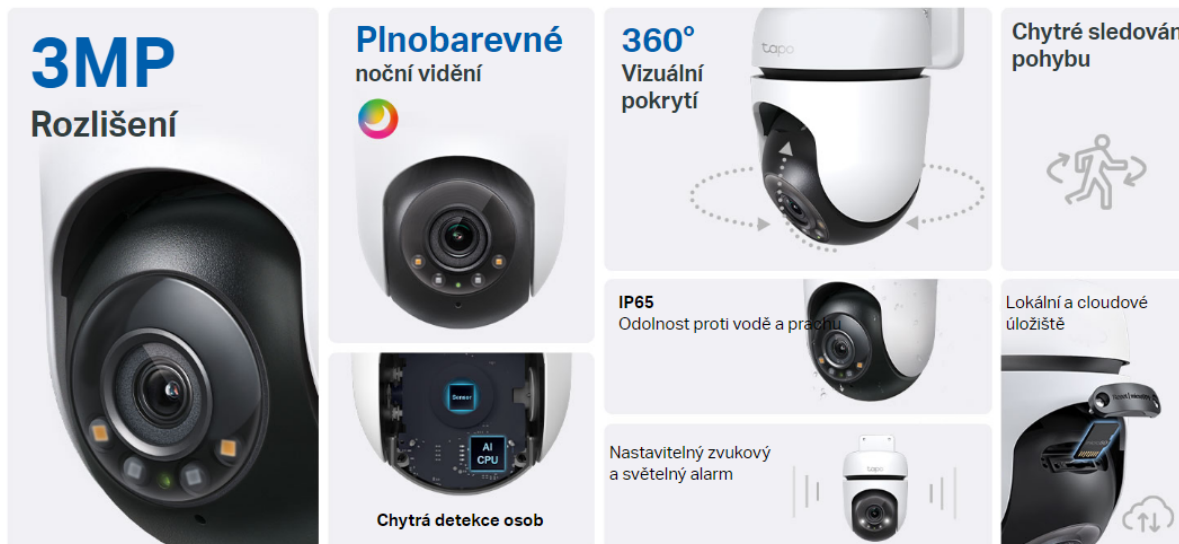 3MP
Rozlišení
Plnobarevné
noční vidění
360°
Vizuální
pokrytí
tapo
Chytré sledován
pohybu
IP65
Odolnost proti vodě a prachu
Lokální a cloudové
úložiště
Sensor
AI
CPU
Chytrá detekce osob
Nastavitelný zvukový
a světelný alarm
tapo